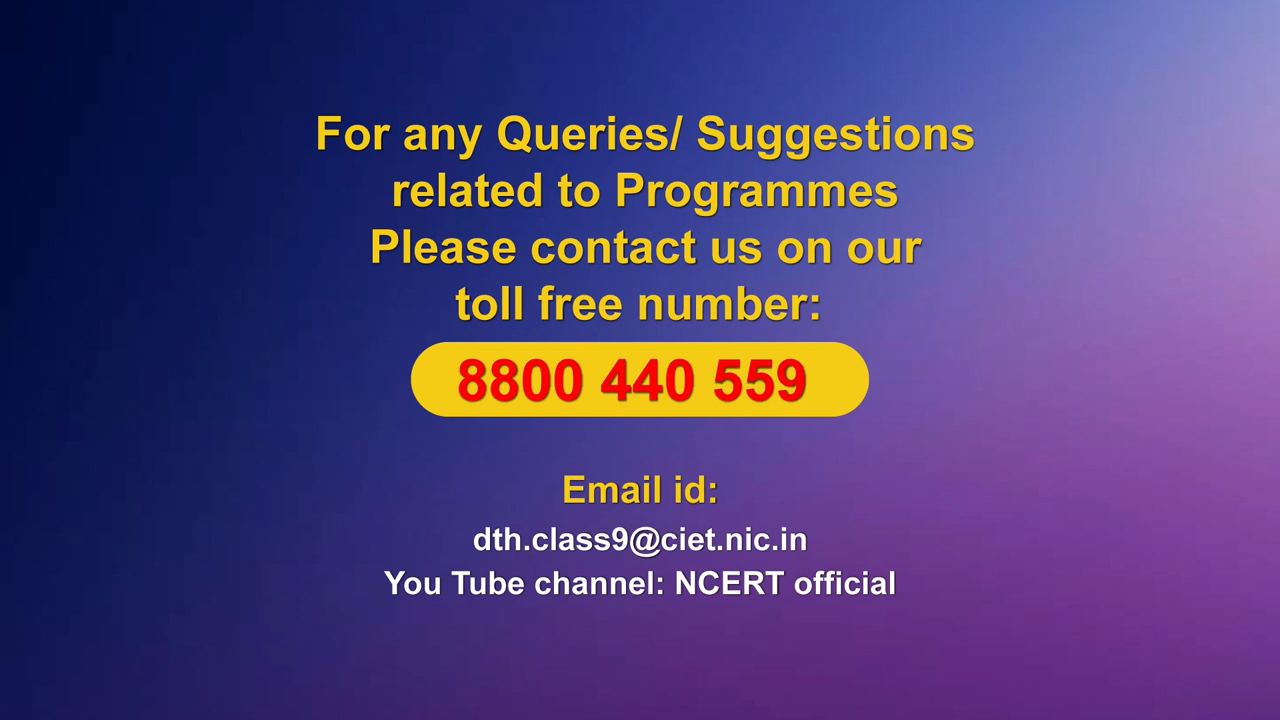 For any Queries/ Suggestions
related to Programmes
Please contact us on our
toll free number:
8800 440 559
Email id:
dth.class9@ciet.nic.in
You Tube channel: NCERT official